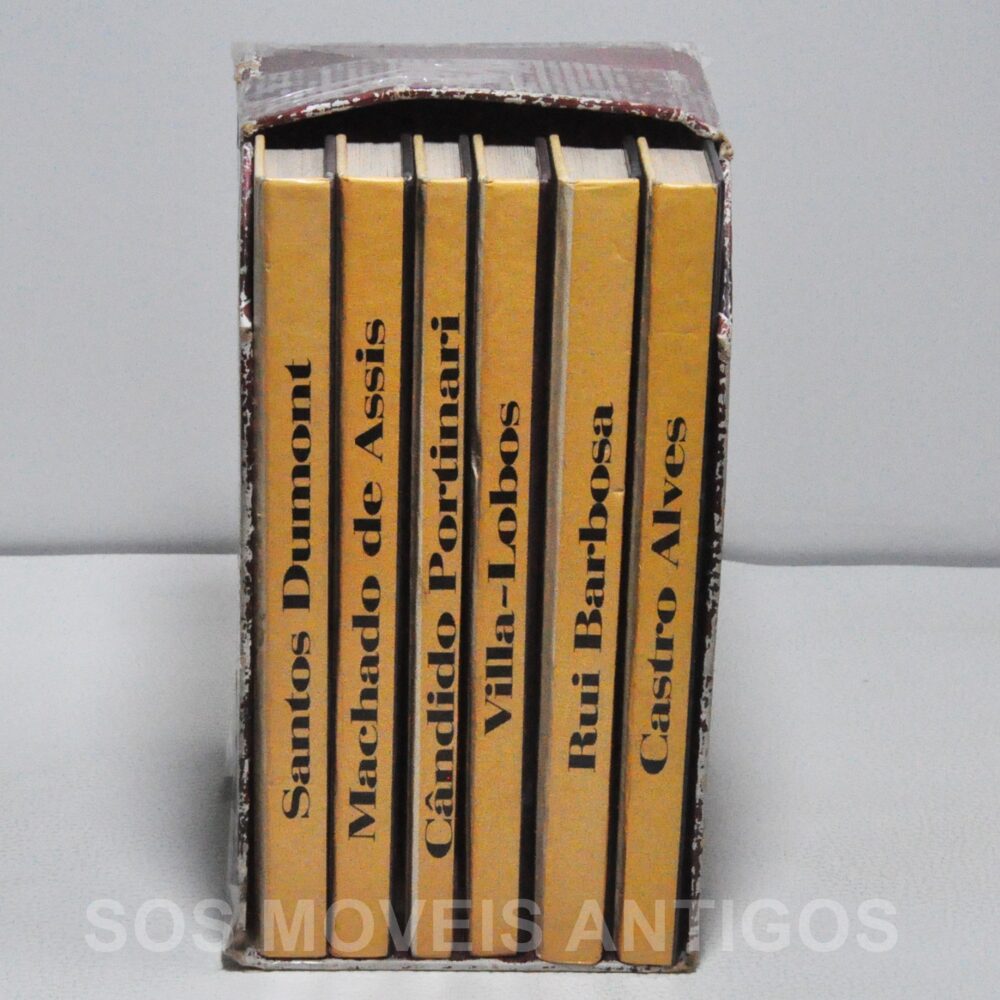 Santos Dumont
Machado de Assis
Cândido Portinari
Villa-Lobos
Rui Barbosa
Castro Alves
SOS MOVEIS ANTIGOS